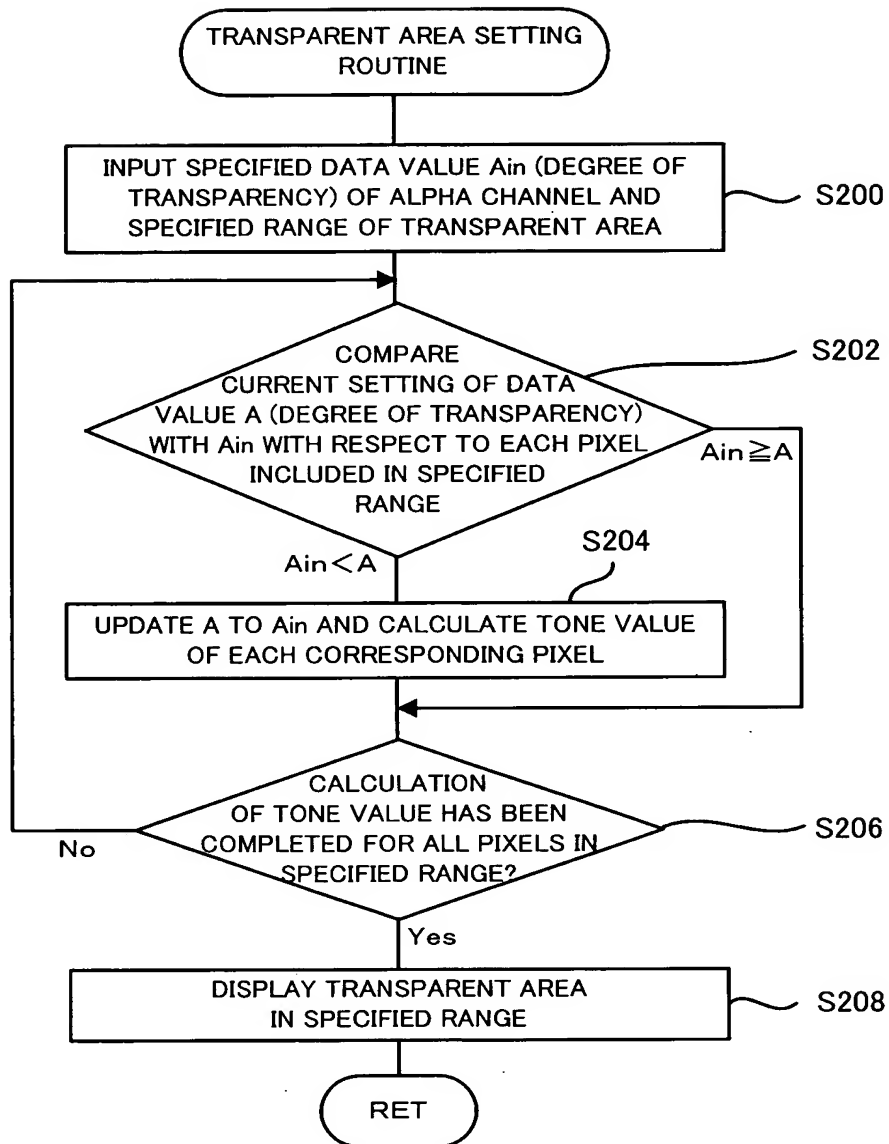 TRANSPARENT AREA SETTING
ROUTINE
INPUT SPECIFIED DATA VALUE Ain (DEGREE OF
TRANSPARENCY) OF ALPHA CHANNEL AND
SPECIFIED RANGE OF TRANSPARENT AREA
S200
COMPARE
CURRENT SETTING OF DATA
VALUE A (DEGREE OF TRANSPARENCY)
WITH Ain WITH RESPECT TO EACH PIXEL
INCLUDED IN SPECIFIED
RANGE
S202
Ain≧A
Ain<A
S204
UPDATE A TO Ain AND CALCULATE TONE VALUE
OF EACH CORRESPONDING PIXEL
CALCULATION
OF TONE VALUE HAS BEEN
COMPLETED FOR ALL PIXELS IN
SPECIFIED RANGE?
S206
No
Yes
DISPLAY TRANSPARENT AREA
IN SPECIFIED RANGE
S208
RET